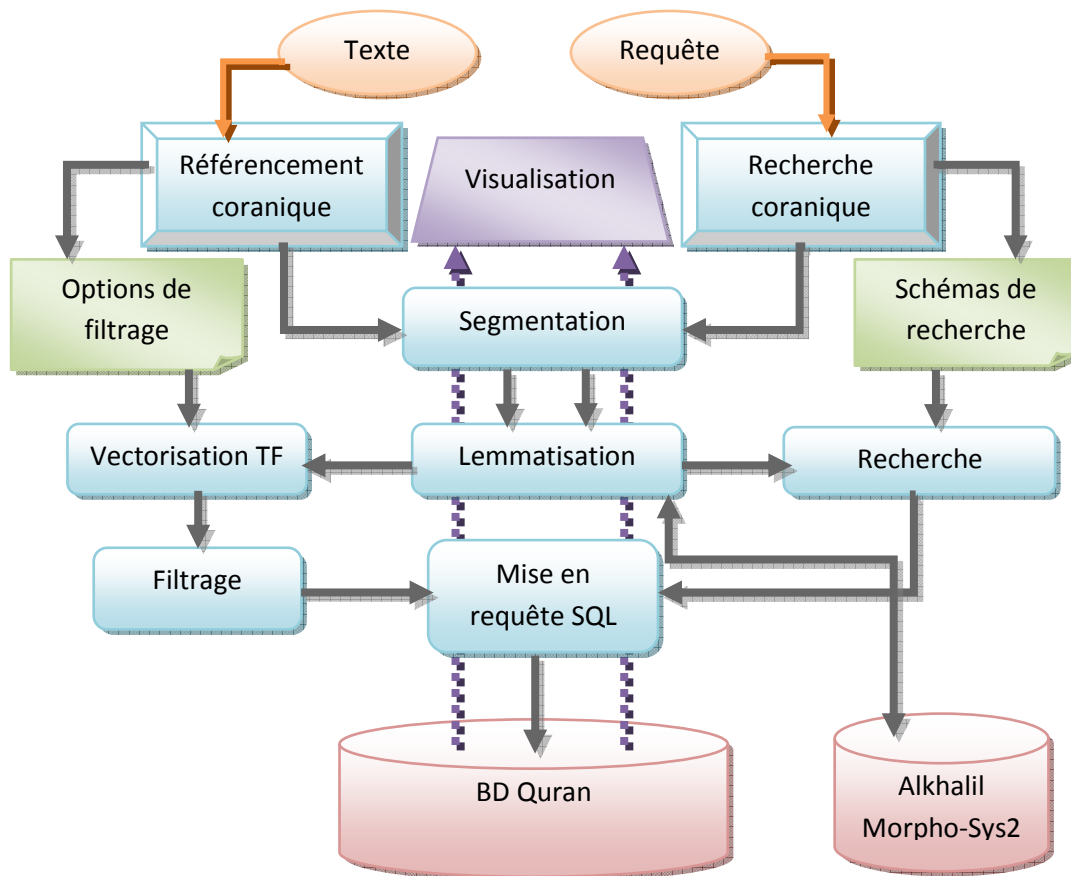 Texte
Requête
Référencement
coranique
Visualisation
Recherche
coranique
Options de
filtrage
Segmentation
Schémas de
recherche
Vectorisation TF
Lemmatisation
Recherche
Filtrage
Mise en
requête SQL
BD Quran
Alkhalil
Morpho-Sys2